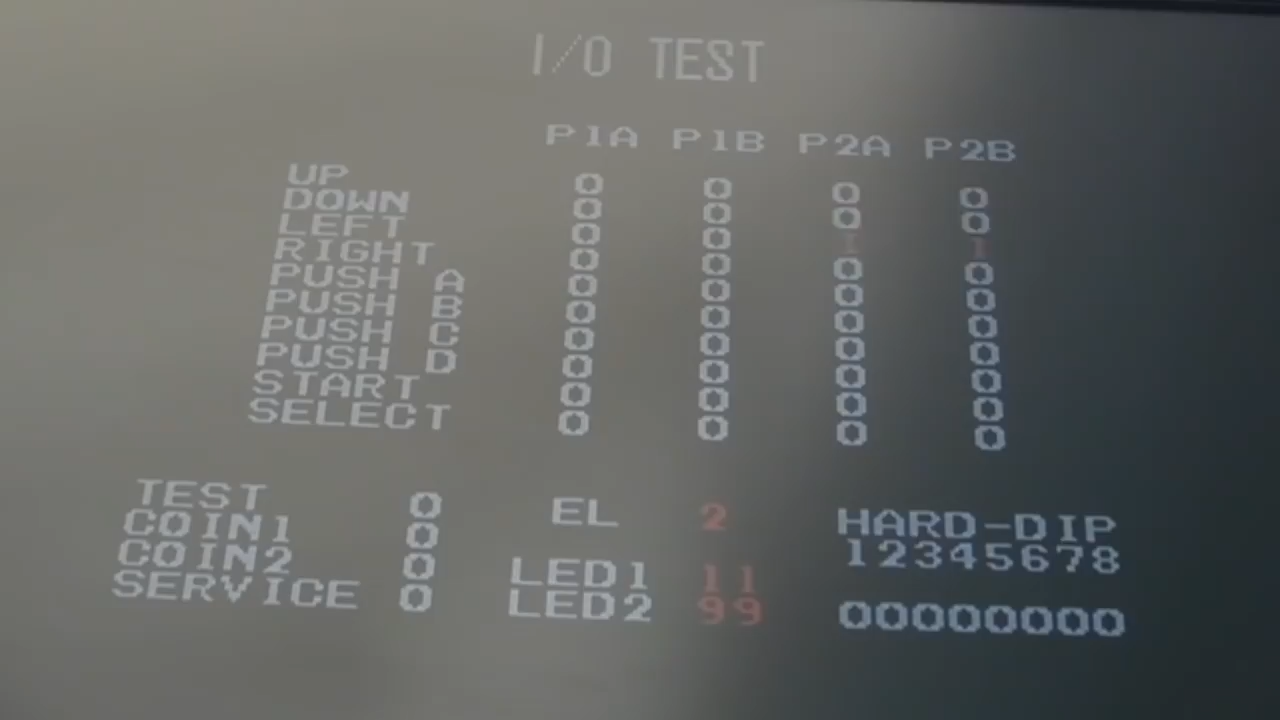 I/O TEST
P1A P1B P2A P2B
UP 0 0 0 0
DOWN 0 0 0 0
LEFT 0 0 1 1
RIGHT 0 0 0 0
PUSH A 0 0 0 0
PUSH B 0 0 0 0
PUSH C 0 0 0 0
PUSH D 0 0 0 0
START 0 0 0 0
SELECT 0 0 0 0
TEST 0 EL 2 HARD-DIP
COIN1 0 12345678
COIN2 0 LED1 11
SERVICE 0 LED2 99 00000000